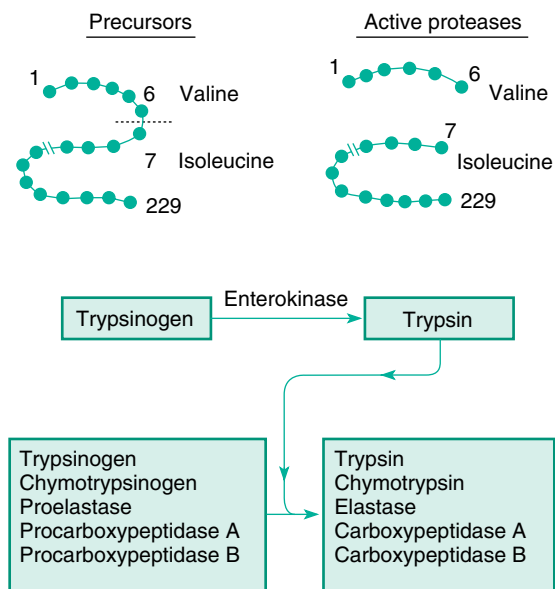 Precursors
1
6
Valine
7
Isoleucine
229
Active proteases
1
6
Valine
7
Isoleucine
229
Enterokinase
Trypsinogen
Trypsin
Trypsinogen
Chymotrypsinogen
Proelastase
Procarboxypeptidase A
Procarboxypeptidase B
Trypsin
Chymotrypsin
Elastase
Carboxypeptidase A
Carboxypeptidase B